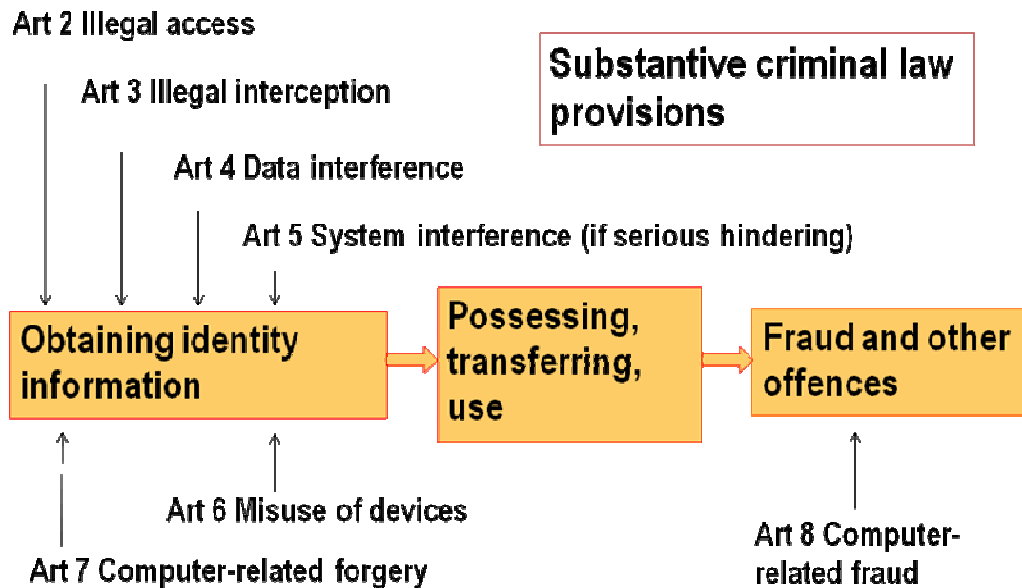 Art 2 Illegal access
Substantive criminal law
provisions
Art 3 Illegal interception
Art 4 Data interference
Art 5 System interference (if serious hindering)
Obtaining identity
information
Possessing,
transferring,
use
Fraud and other
offences
Art 6 Misuse of devices
Art 7 Computer-related forgery
Art 8 Computer-
related fraud